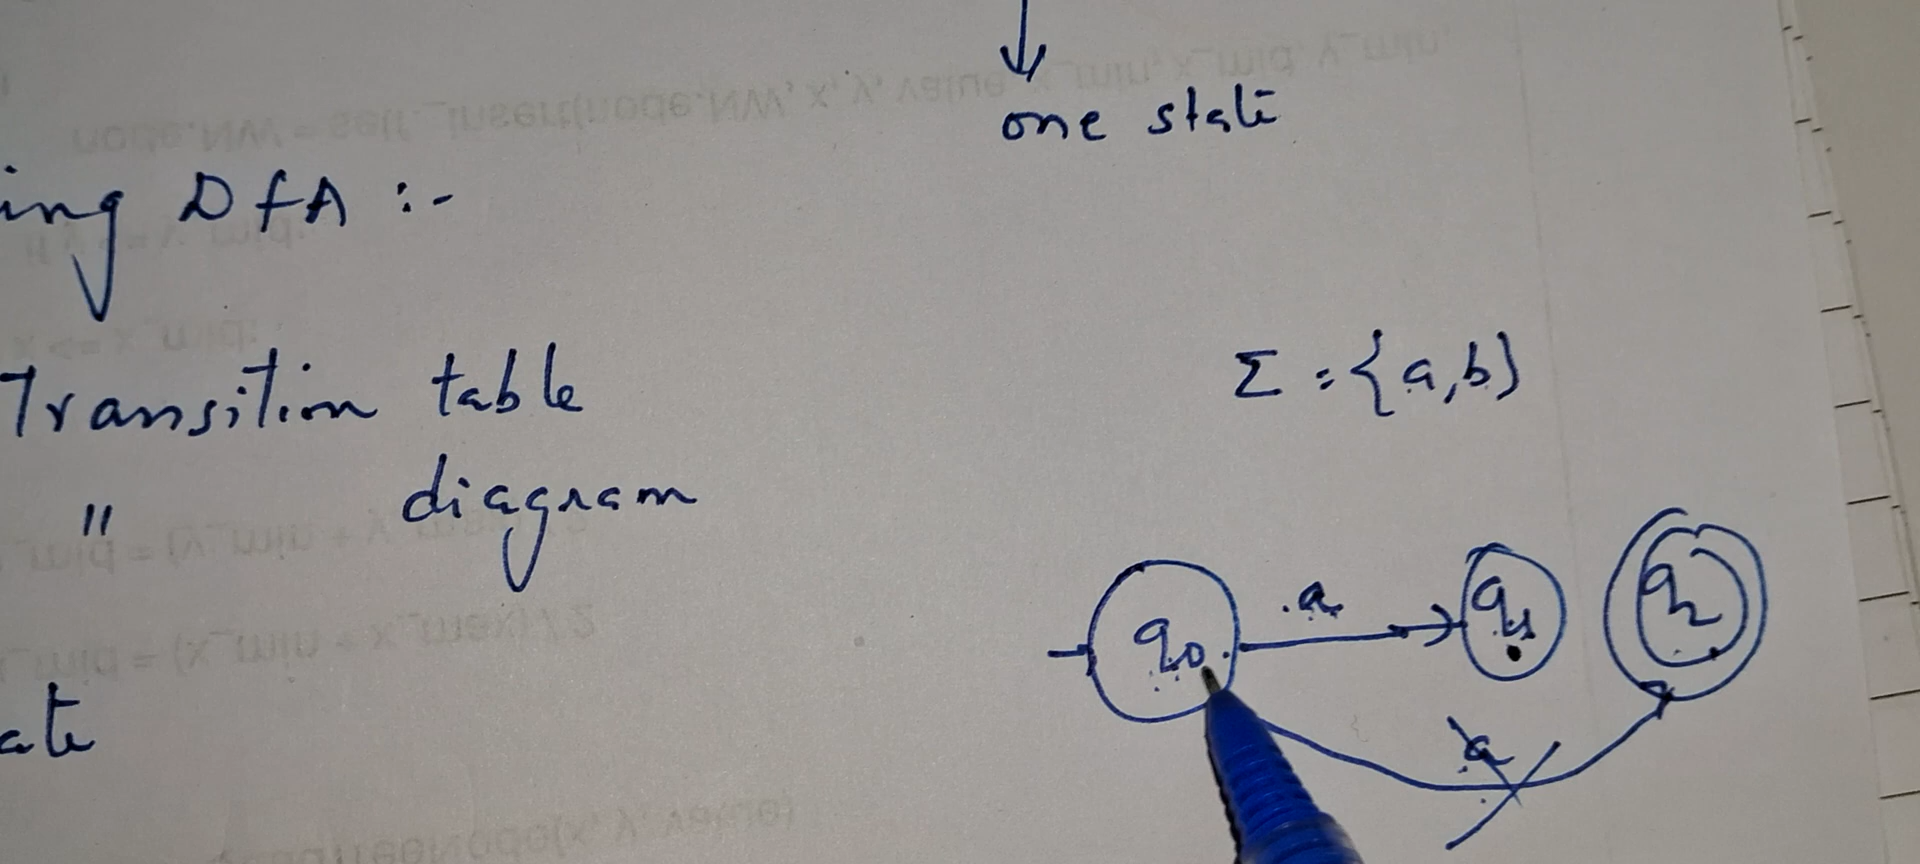 one state
ing DFA :-
Transition table
" diagram
Σ = {a,b}
a
q0
q1
q2
a
ate